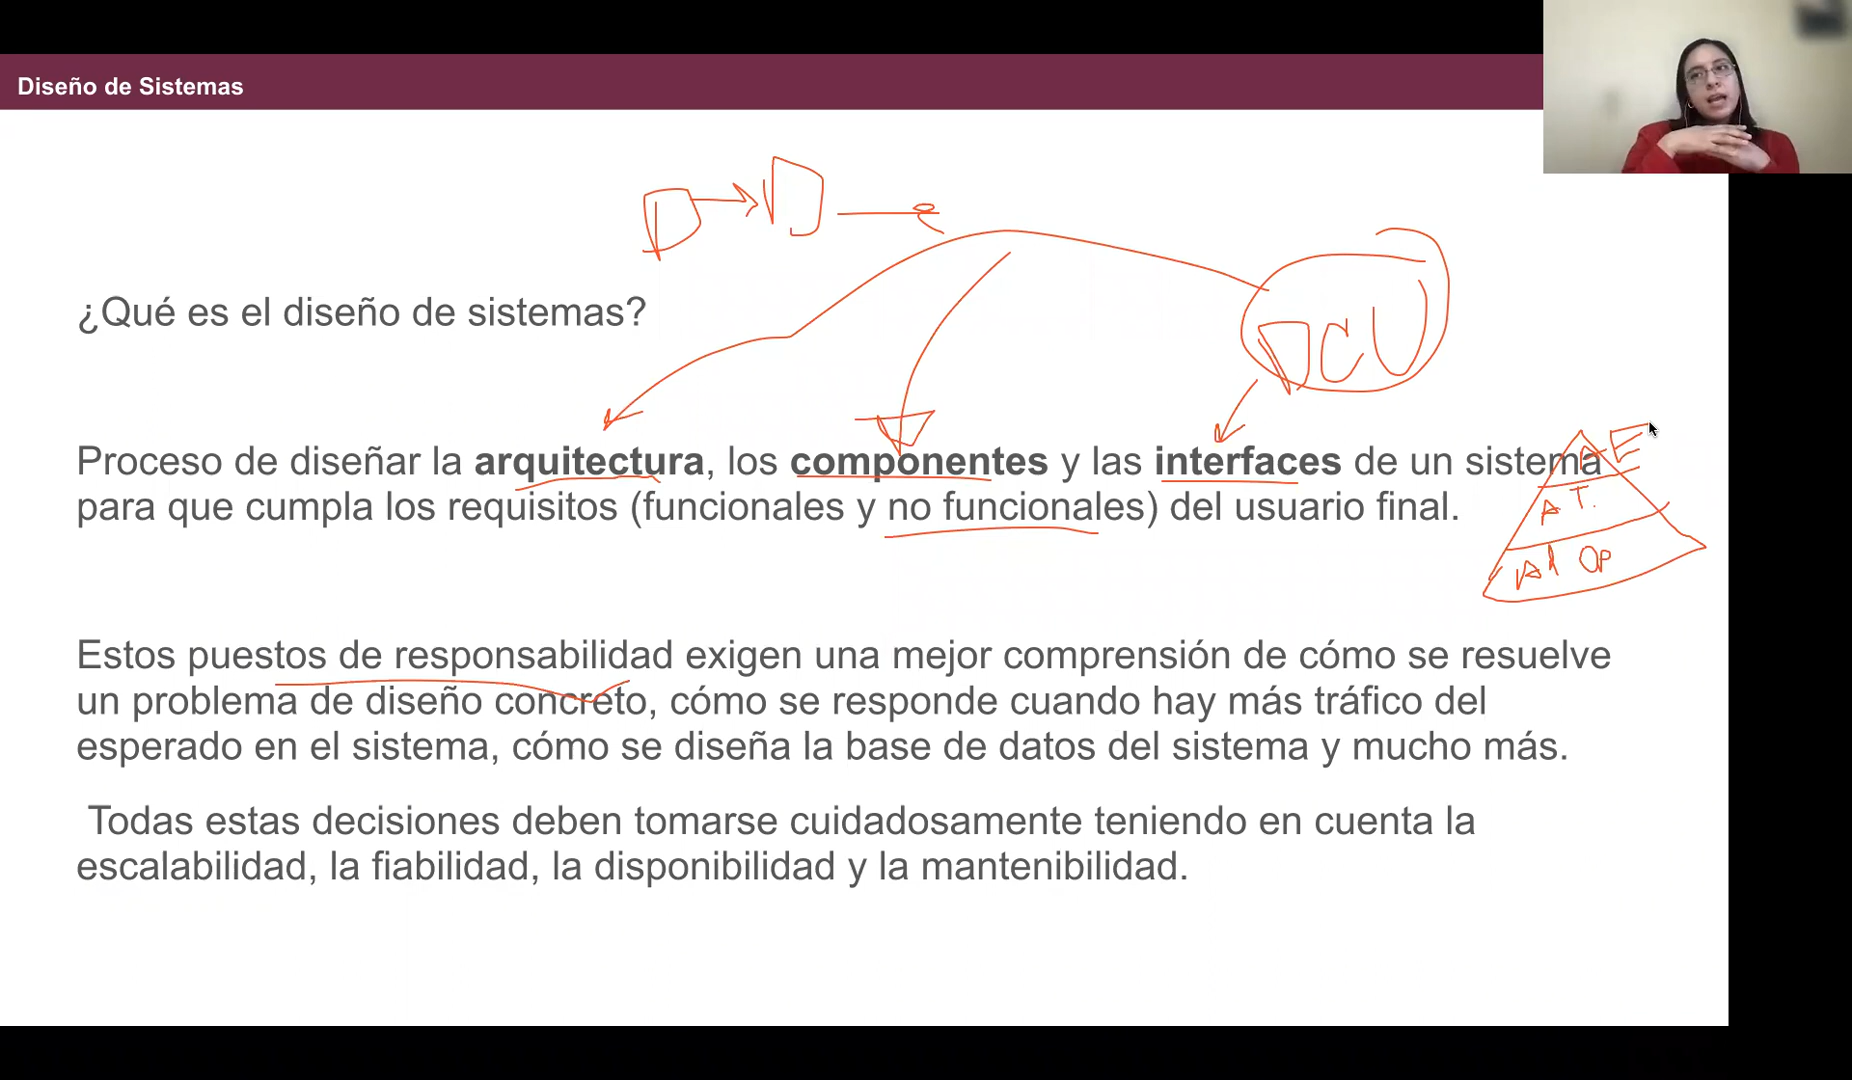 Diseño de Sistemas
¿Qué es el diseño de sistemas?
DCU
Proceso de diseñar la arquitectura, los componentes y las interfaces de un sistema
para que cumpla los requisitos (funcionales y no funcionales) del usuario final.
AE
A T.
Op
Estos puestos de responsabilidad exigen una mejor comprensión de cómo se resuelve
un problema de diseño concreto, cómo se responde cuando hay más tráfico del
esperado en el sistema, cómo se diseña la base de datos del sistema y mucho más.
Todas estas decisiones deben tomarse cuidadosamente teniendo en cuenta la
escalabilidad, la fiabilidad, la disponibilidad y la mantenibilidad.